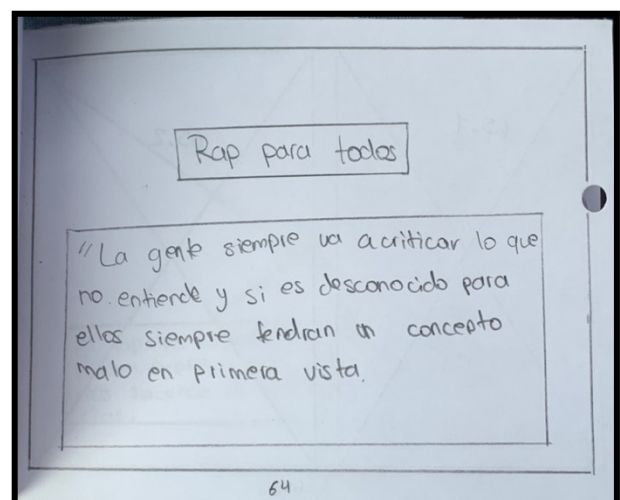 Rap para todos
"La gente siempre va acriticar lo que
no entiende y si es desconocido para
ellos siempre tendran un concepto
malo en primera vista.
64